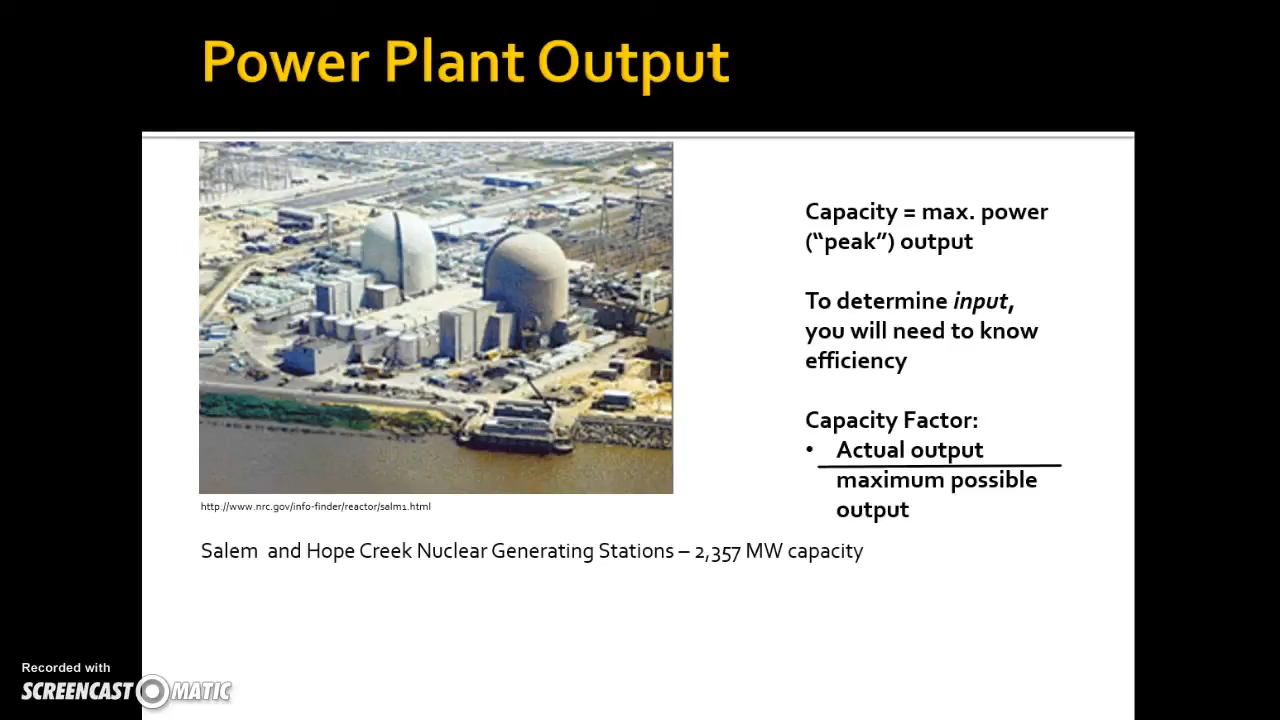 Power Plant Output
Capacity = max. power
(“peak”) output
To determine input,
you will need to know
efficiency
Capacity Factor:
• Actual output
maximum possible
output
http://www.nrc.gov/info-finder/reactor/salm1.html
Salem and Hope Creek Nuclear Generating Stations – 2,357 MW capacity
Recorded with
SCREENCAST MATIC